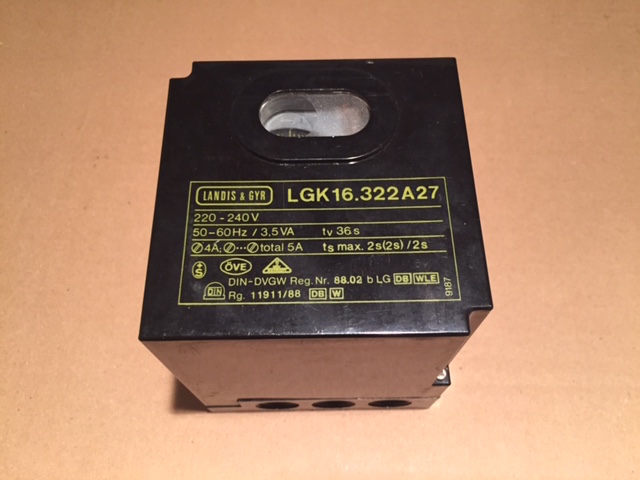 LANDIS & GYR LGK16.322A27
220-240V
50-60Hz / 3,5VA tv 36s
4A; ... total 5A ts max. 2s(2s)/2s
S ÖVE
DIN-DVGW Reg. Nr. 88.02 b LG DB WLE
DIN Rg. 11911/88 DB W
9187